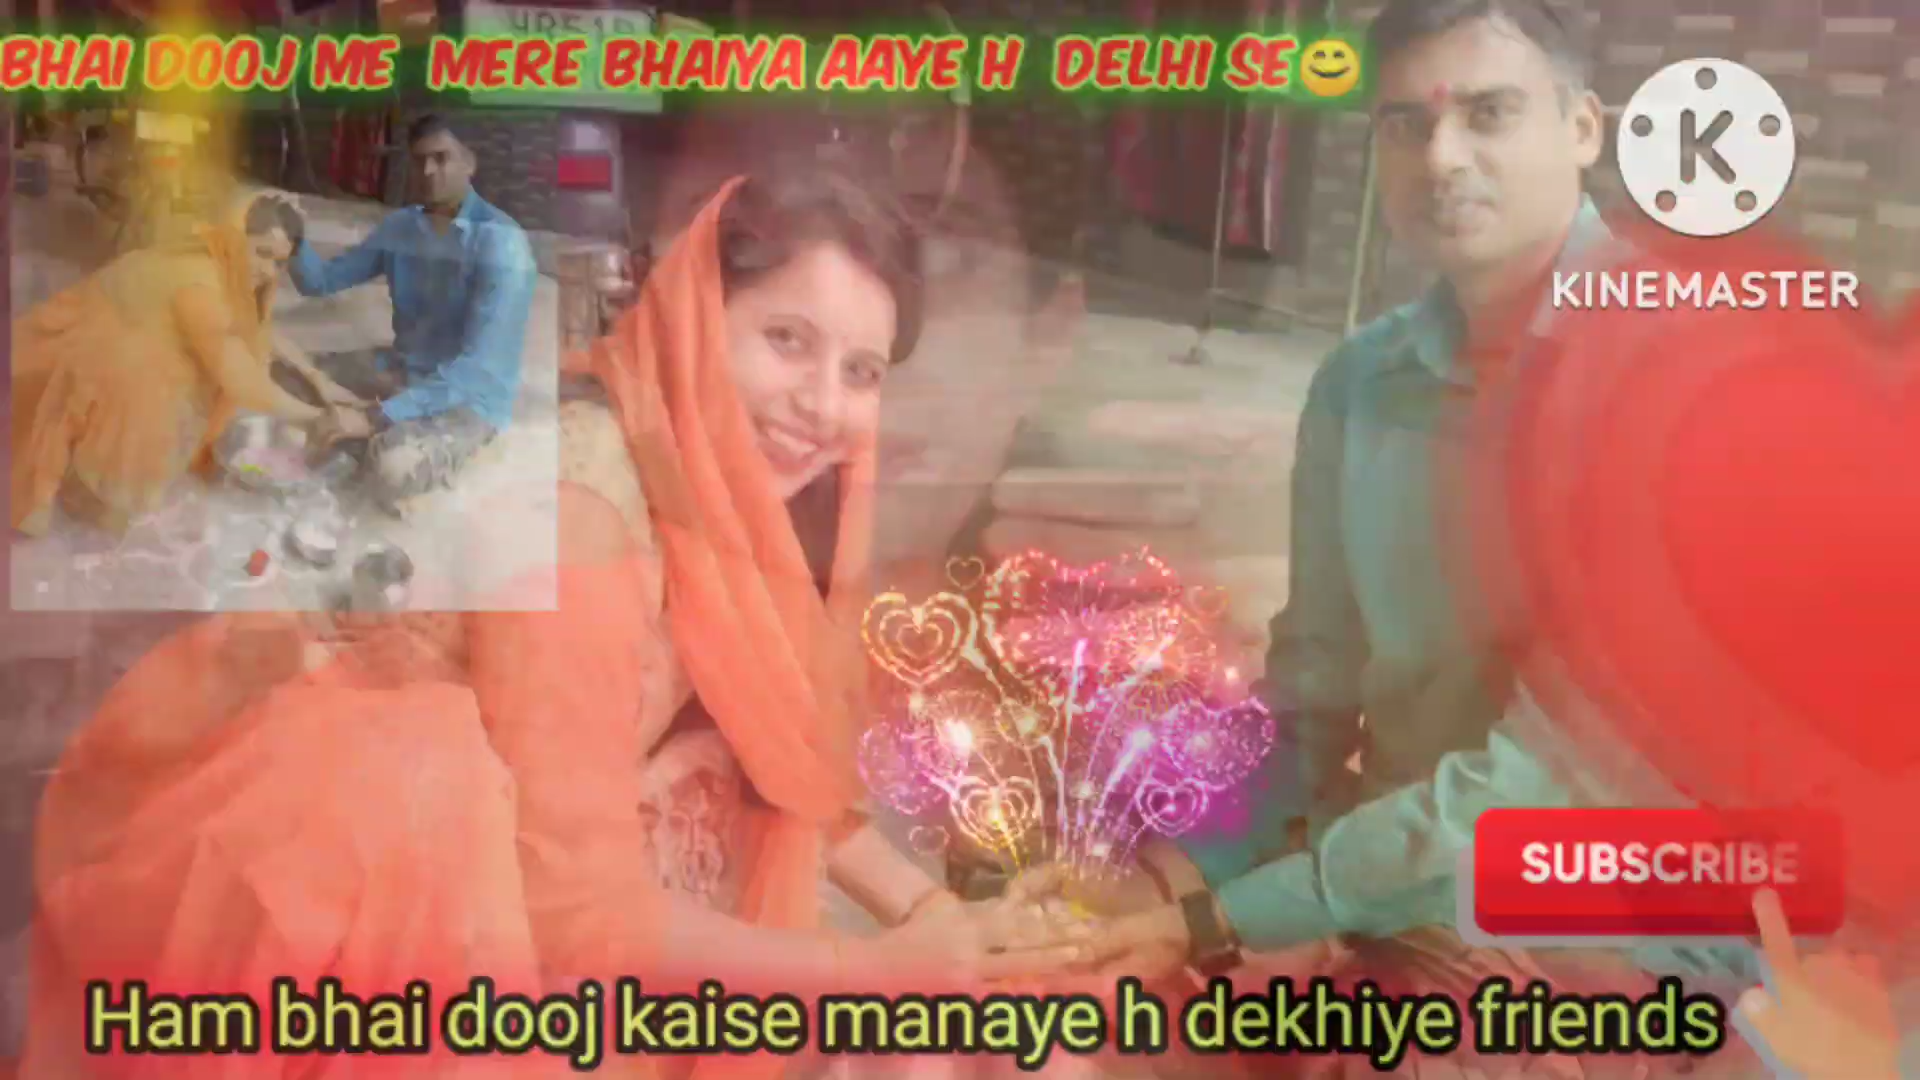 BHAI DOOJ ME MERE BHAIYA AAYE H DELHI SE😊
K
KINEMASTER
SUBSCRIBE
Ham bhai dooj kaise manaye h dekhiye friends